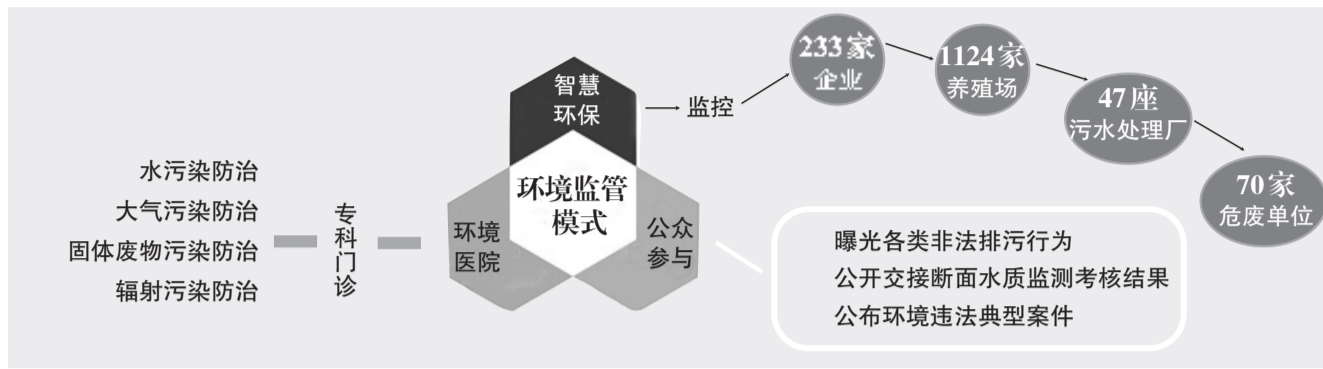 233家
企业
1124家
养殖场
47座
污水处理厂
70家
危废单位
智慧
环保
监控
环境监管
模式
环境
医院
公众
参与
专科门诊
水污染防治
大气污染防治
固体废物污染防治
辐射污染防治
曝光各类非法排污行为
公开交接断面水质监测考核结果
公布环境违法典型案件